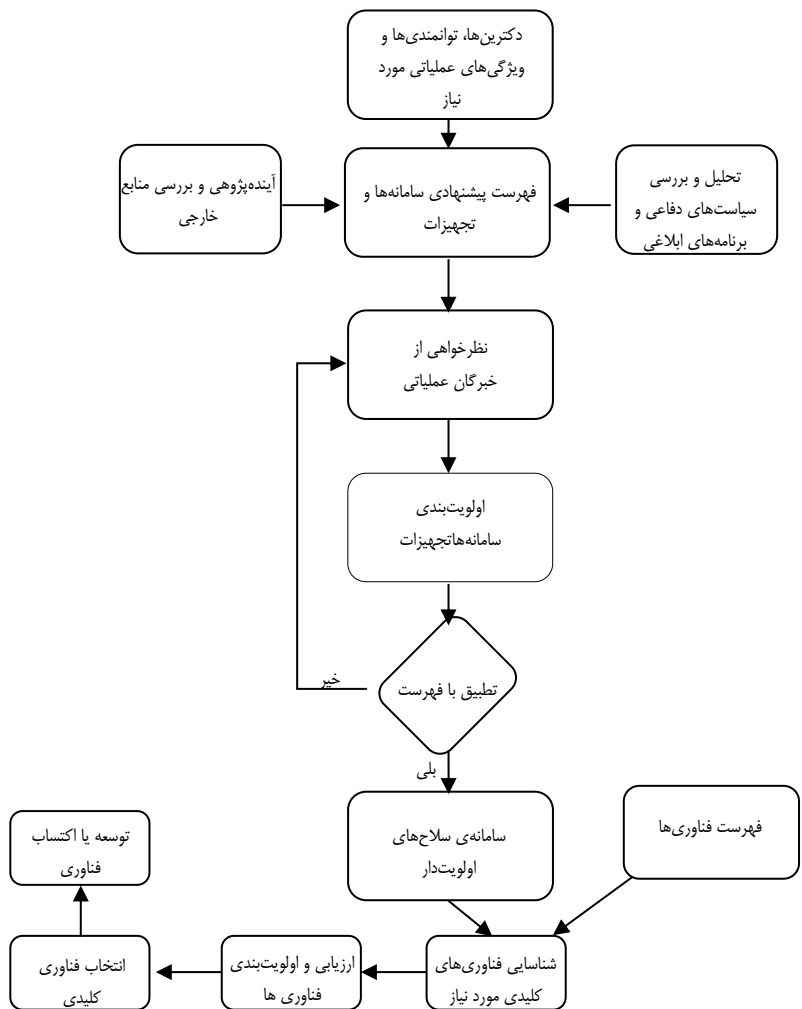 دکترین‌ها، توانمندی‌ها و
ویژگی‌های عملیاتی مورد
نیاز
آینده‌پژوهی و بررسی منابع
خارجی
فهرست پیشنهادی سامانه‌ها و
تجهیزات
تحلیل و بررسی
سیاست‌های دفاعی و
برنامه‌های ابلاغی
نظرخواهی از
خبرگان عملیاتی
اولویت‌بندی
سامانه‌هاتجهیزات
تطبیق با فهرست
خیر
بلی
سامانه‌ی سلاح‌های
اولویت‌دار
فهرست فناوری‌ها
شناسایی فناوری‌های
کلیدی مورد نیاز
ارزیابی و اولویت‌بندی
فناوری ها
انتخاب فناوری
کلیدی
توسعه یا اکتساب
فناوری